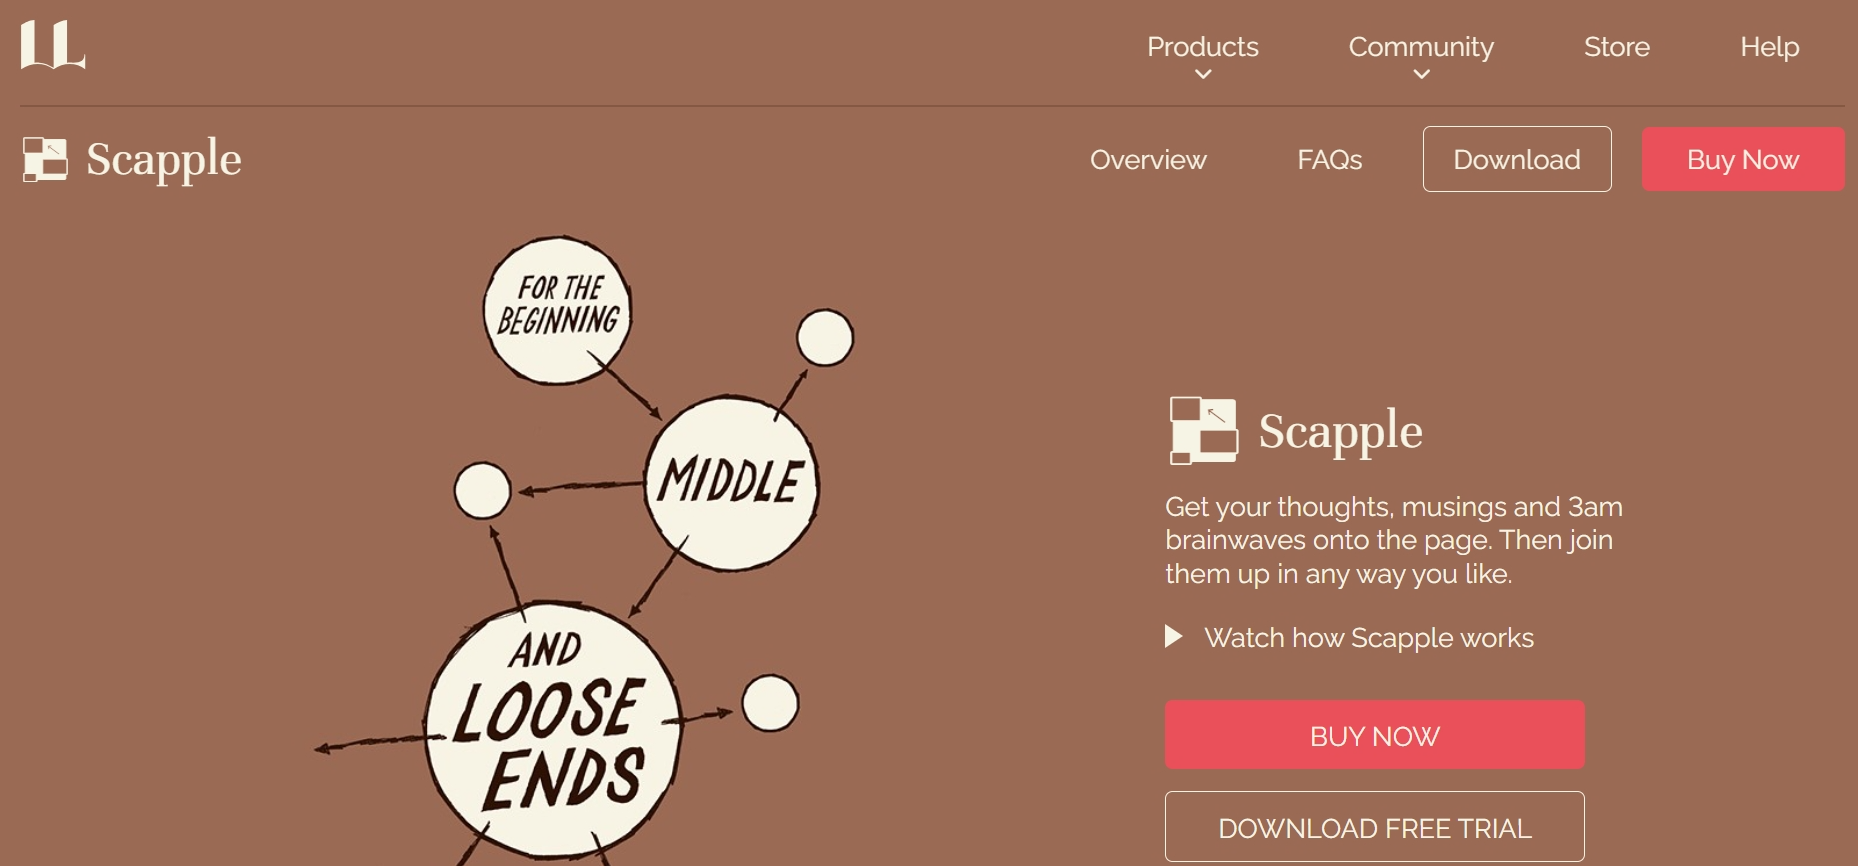 LL
Products
Community
Store
Help
Scapple
Overview
FAQs
Download
Buy Now
FOR THE
BEGINNING
MIDDLE
AND
LOOSE
ENDS
Scapple
Get your thoughts, musings and 3am
brainwaves onto the page. Then join
them up in any way you like.
Watch how Scapple works
BUY NOW
DOWNLOAD FREE TRIAL